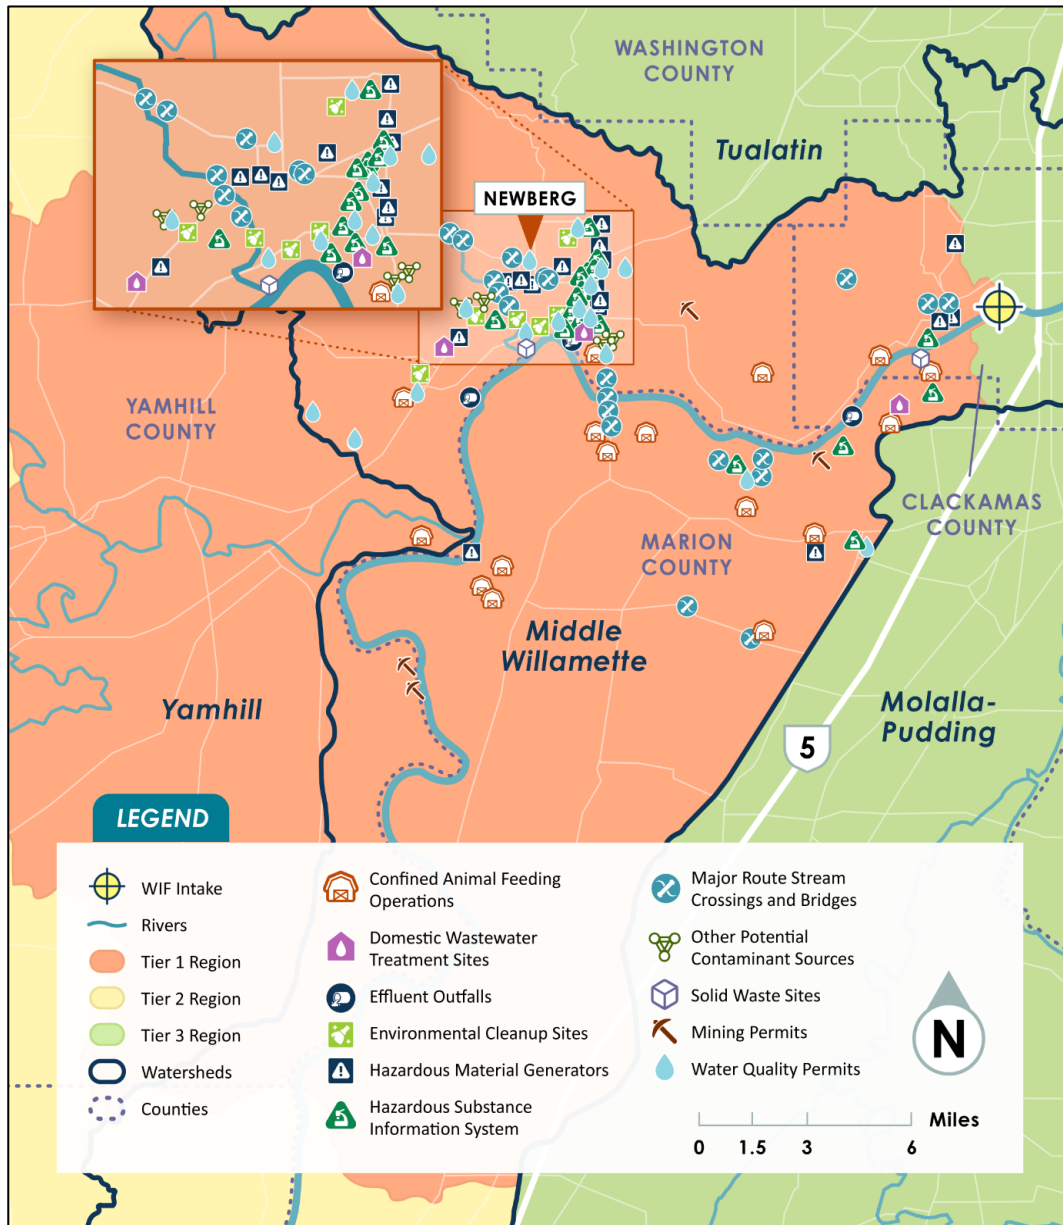 WASHINGTON
COUNTY
Tualatin
NEWBERG
YAMHILL
COUNTY
CLACKAMAS
COUNTY
MARION
COUNTY
Middle
Willamette
Yamhill
Molalla-
Pudding
5
LEGEND
WIF Intake
Rivers
Tier 1 Region
Tier 2 Region
Tier 3 Region
Watersheds
Counties
Confined Animal Feeding
Operations
Domestic Wastewater
Treatment Sites
Effluent Outfalls
Environmental Cleanup Sites
Hazardous Material Generators
Hazardous Substance
Information System
Major Route Stream
Crossings and Bridges
Other Potential
Contaminant Sources
Solid Waste Sites
Mining Permits
Water Quality Permits
N
Miles
0 1.5 3 6